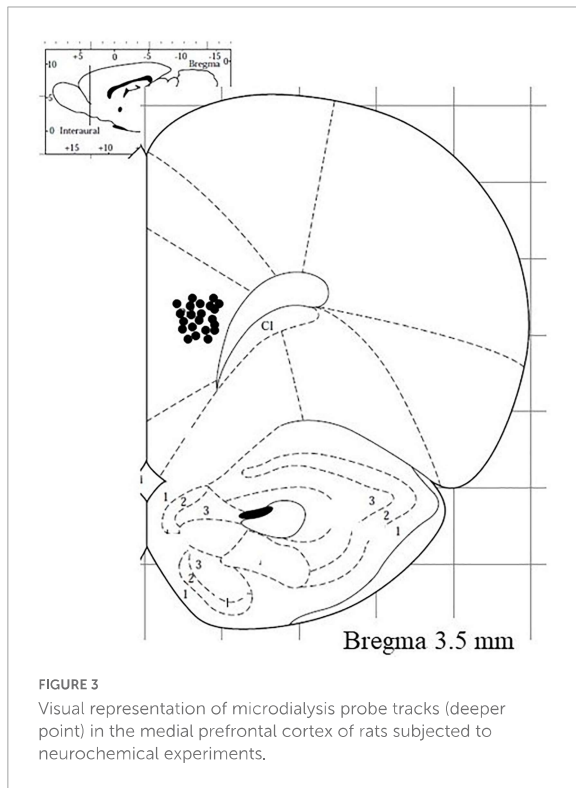 +5 0 -5 -10 -15
Bregma 0
10
5
0 Interaural
+15 +10
CI
1
2
3
3
2
1
3
2
1
1
Bregma 3.5 mm
FIGURE 3
Visual representation of microdialysis probe tracks (deeper
point) in the medial prefrontal cortex of rats subjected to
neurochemical experiments.